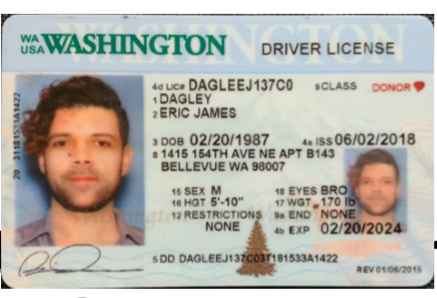 WA USA WASHINGTON DRIVER LICENSE
4d LIC# DAGLEEJ137C0 9CLASS DONOR
1 DAGLEY
2 ERIC JAMES
3 DOB 02/20/1987 4a ISS 06/02/2018
8 1415 154TH AVE NE APT B143
BELLEVUE WA 98007
15 SEX M 18 EYES BRO
16 HGT 5'-10" 17 WGT 170 lb
12 RESTRICTIONS 9a END NONE
NONE 4b EXP 02/20/2024
5 DD DAGLEEJ137C03T181533A1422
REV 01/06/2015